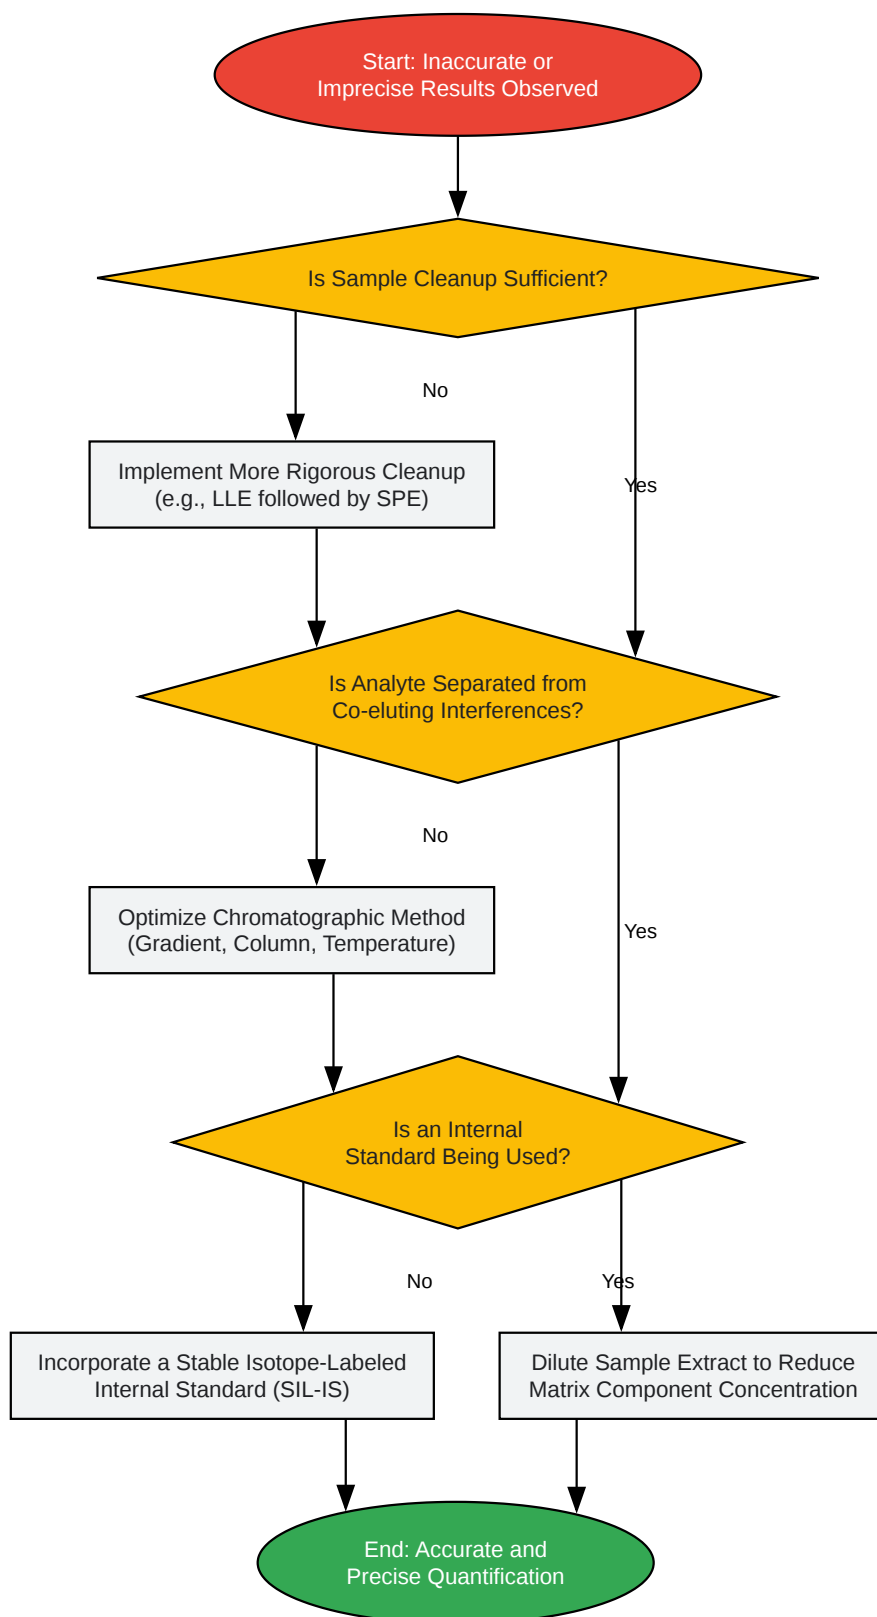 Start: Inaccurate or
Imprecise Results Observed
Is Sample Cleanup Sufficient?
No
Implement More Rigorous Cleanup
(e.g., LLE followed by SPE)
Yes
Is Analyte Separated from
Co-eluting Interferences?
No
Optimize Chromatographic Method
(Gradient, Column, Temperature)
Yes
Is an Internal
Standard Being Used?
No
Yes
Incorporate a Stable Isotope-Labeled
Internal Standard (SIL-IS)
Dilute Sample Extract to Reduce
Matrix Component Concentration
End: Accurate and
Precise Quantification